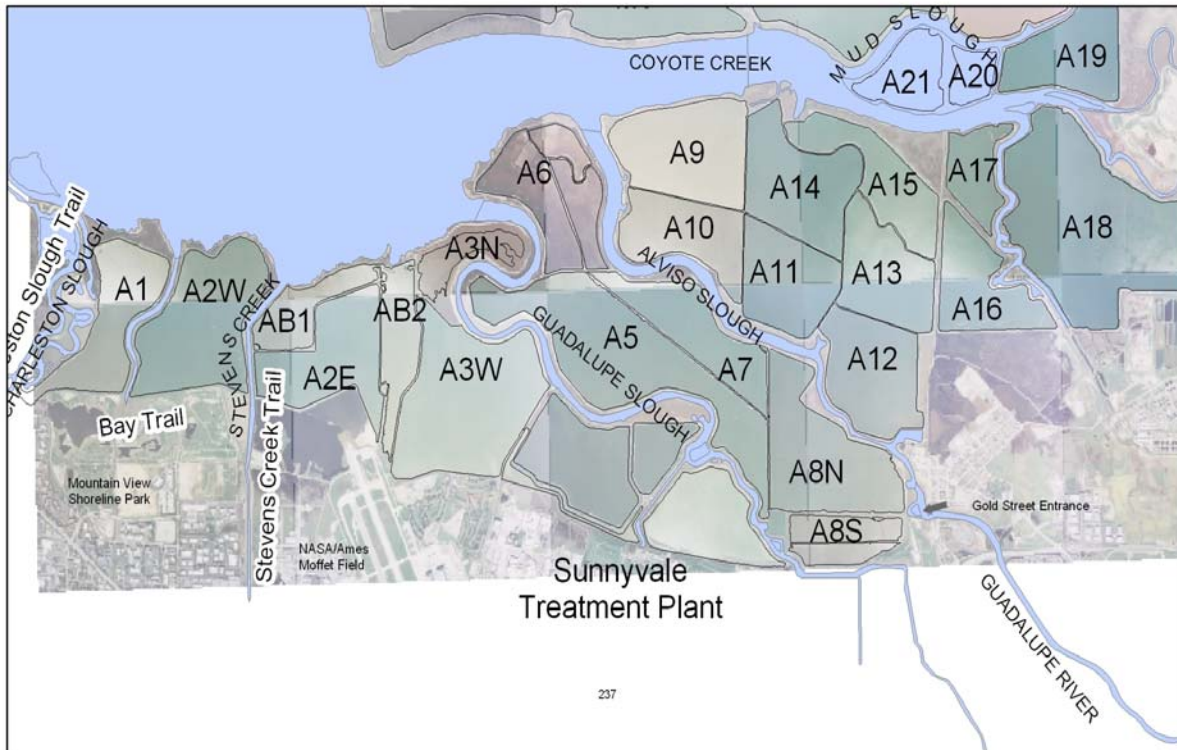 COYOTE CREEK
MUD SLOUGH
A21
A20
A19
A6
A9
A14
A15
A17
A18
A10
A3N
A1
A2W
AB1
AB2
A11
A13
A16
ALVISO SLOUGH
GUADALUPE SLOUGH
A5
A7
A12
A3W
A2E
STEVENS CREEK
Stevens Creek Trail
CHARLESTON SLOUGH
Slough Trail
Bay Trail
Mountain View
Shoreline Park
NASA/Ames
Moffet Field
A8N
A8S
Gold Street Entrance
Sunnyvale
Treatment Plant
GUADALUPE RIVER
237